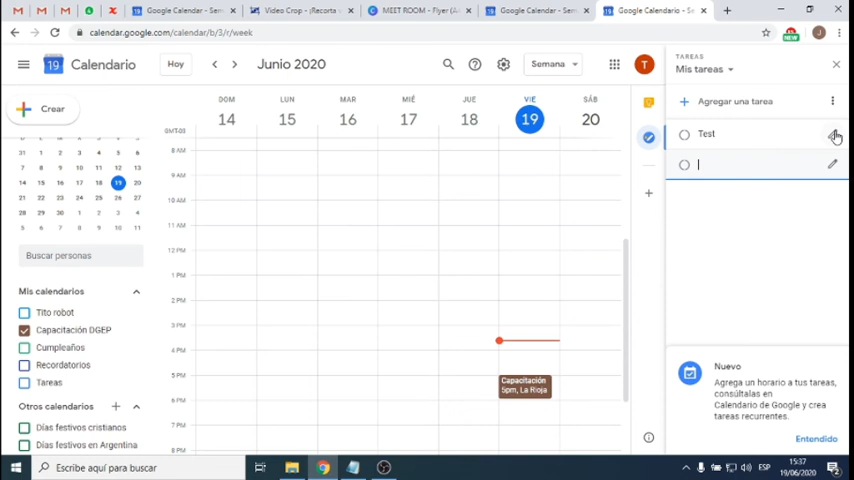 Google Calendar - Sem
Video Crop - ¡Recorta v
MEET ROOM - Flyer (A
Google Calendar - Sem
Google Calendario - Se
calendar.google.com/calendar/b/3/r/week
NEW
J
19
Calendario
Hoy
Junio 2020
Semana
T
TAREAS
Mis tareas
Crear
DOM LUN MAR MIÉ JUE VIE SÁB
14 15 16 17 18 19 20
GMT-03
Agregar una tarea
Test
D L M M J V S
31 1 2 3 4 5 6
7 8 9 10 11 12 13
14 15 16 17 18 19 20
21 22 23 24 25 26 27
28 29 30 1 2 3 4
5 6 7 8 9 10 11
Buscar personas
Mis calendarios
Tito robot
Capacitación DGEP
Cumpleaños
Recordatorios
Tareas
Otros calendarios
Días festivos cristianos
Días festivos en Argentina
8 AM
9 AM
10 AM
11 AM
12 PM
1 PM
2 PM
3 PM
4 PM
5 PM
6 PM
7 PM
8 PM
Capacitación
5pm, La Rioja
Nuevo
Agrega un horario a tus tareas,
consúltalas en
Calendario de Google y crea
tareas recurrentes.
Entendido
Escribe aquí para buscar
ESP
15:37
19/06/2020
2